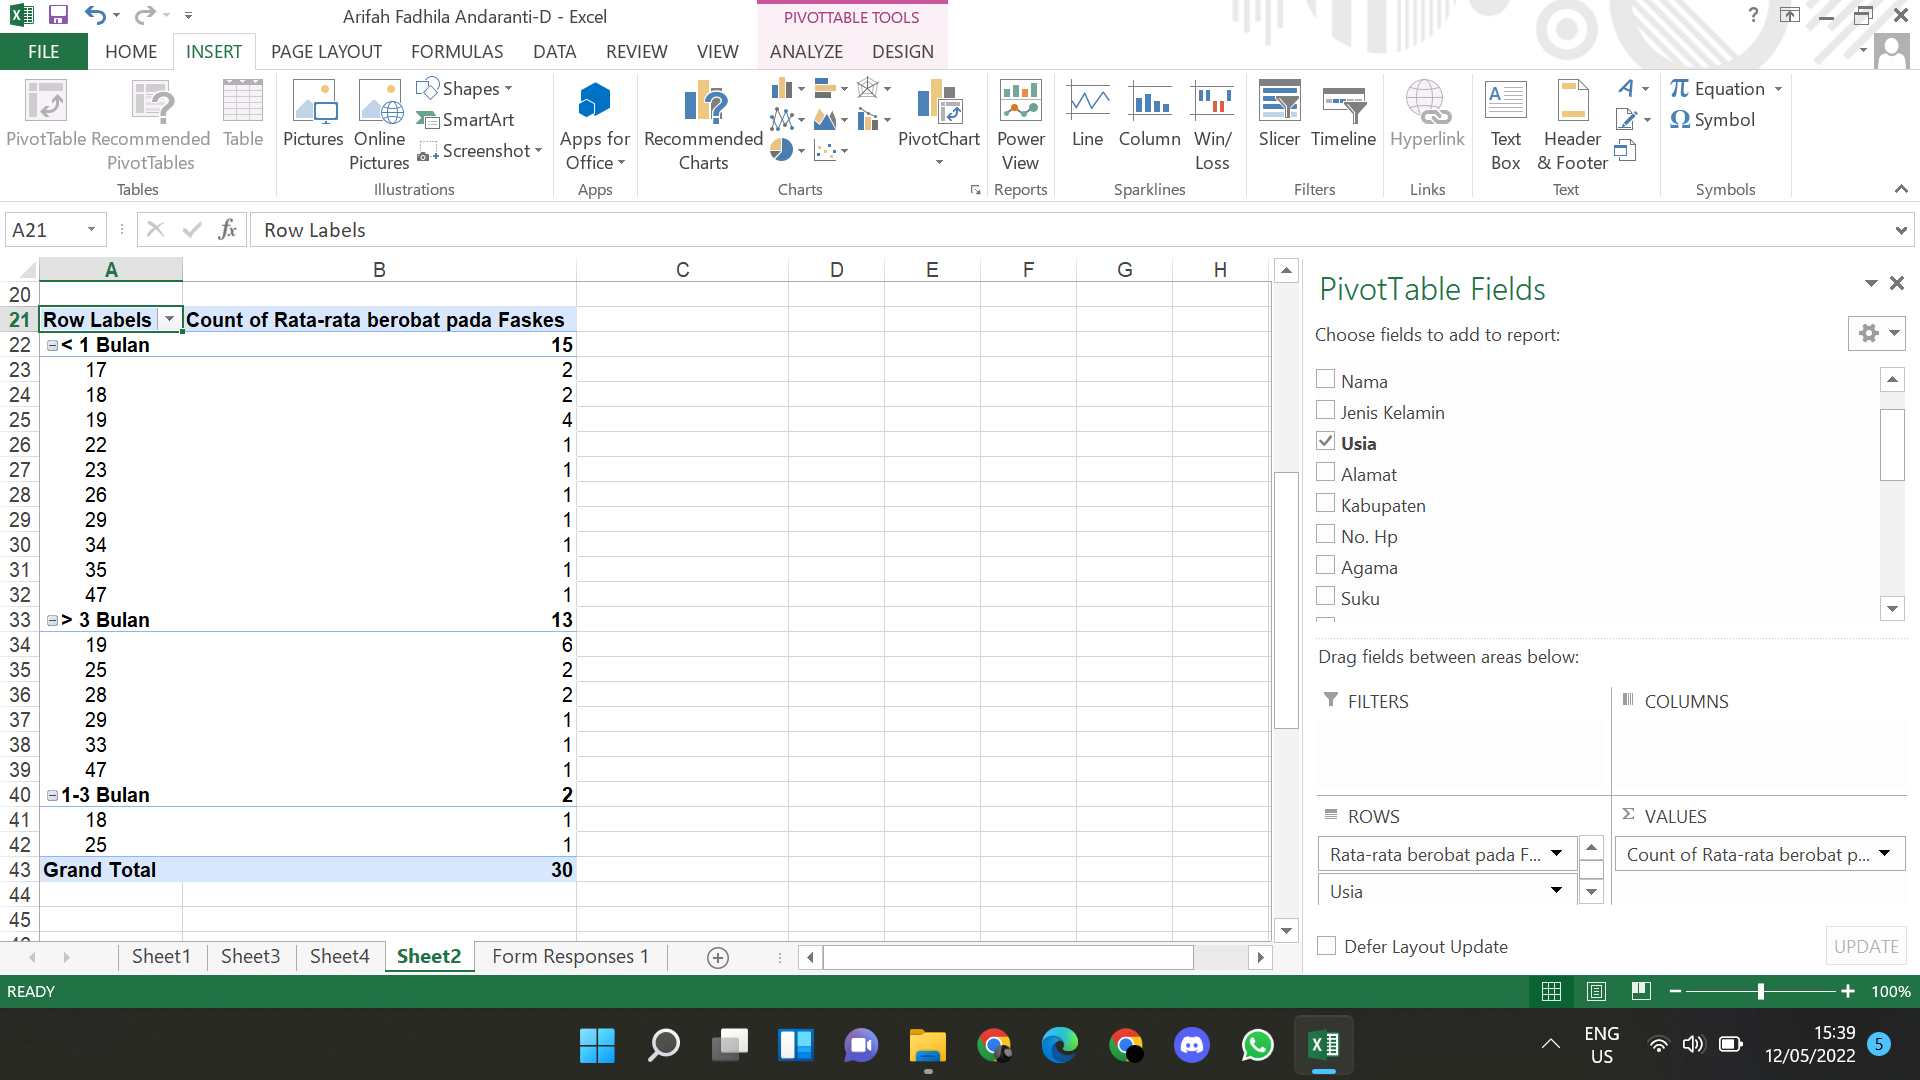 Arifah Fadhila Andaranti-D - Excel
PIVOTTABLE TOOLS
?
FILE HOME INSERT PAGE LAYOUT FORMULAS DATA REVIEW VIEW ANALYZE DESIGN
PivotTable
Recommended PivotTables
Table
Tables
Pictures
Online Pictures
Shapes
SmartArt
Screenshot
Illustrations
Apps for Office
Apps
Recommended Charts
PivotChart
Charts
Power View
Reports
Line
Column
Win/ Loss
Sparklines
Slicer
Timeline
Filters
Hyperlink
Links
Text Box
Header & Footer
Text
π Equation
Ω Symbol
Symbols
A21 fx Row Labels
A B C D E F G H
20
21 Row Labels Count of Rata-rata berobat pada Faskes
22 < 1 Bulan 15
23 17 2
24 18 2
25 19 4
26 22 1
27 23 1
28 26 1
29 29 1
30 34 1
31 35 1
32 47 1
33 > 3 Bulan 13
34 19 6
35 25 2
36 28 2
37 29 1
38 33 1
39 47 1
40 1-3 Bulan 2
41 18 1
42 25 1
43 Grand Total 30
44
45
PivotTable Fields
Choose fields to add to report:
Nama
Jenis Kelamin
Usia
Alamat
Kabupaten
No. Hp
Agama
Suku
Drag fields between areas below:
FILTERS
COLUMNS
ROWS
Σ VALUES
Rata-rata berobat pada F...
Count of Rata-rata berobat p...
Usia
Defer Layout Update
UPDATE
Sheet1 Sheet3 Sheet4 Sheet2 Form Responses 1
READY
100%
ENG
US
15:39
12/05/2022
5